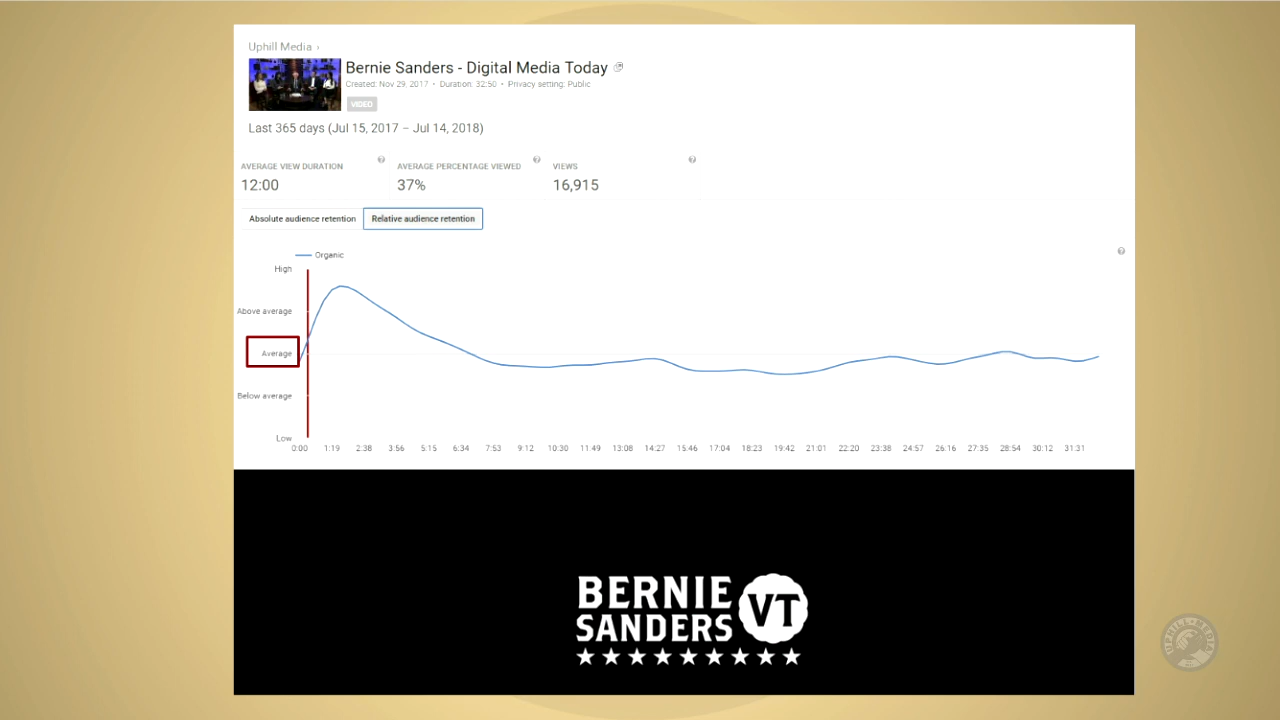 Uphill Media ›
Bernie Sanders - Digital Media Today
Created: Nov 29, 2017 • Duration: 32:50 • Privacy setting: Public
VIDEO
Last 365 days (Jul 15, 2017 – Jul 14, 2018)
AVERAGE VIEW DURATION ? AVERAGE PERCENTAGE VIEWED ? VIEWS ?
12:00 37% 16,915
Absolute audience retention Relative audience retention
?
Organic
High
Above average
Average
Below average
Low
0:00 1:19 2:38 3:56 5:15 6:34 7:53 9:12 10:30 11:49 13:08 14:27 15:46 17:04 18:23 19:42 21:01 22:20 23:38 24:57 26:16 27:35 28:54 30:12 31:31
BERNIE
SANDERS
VT
UPHILL • MEDIA